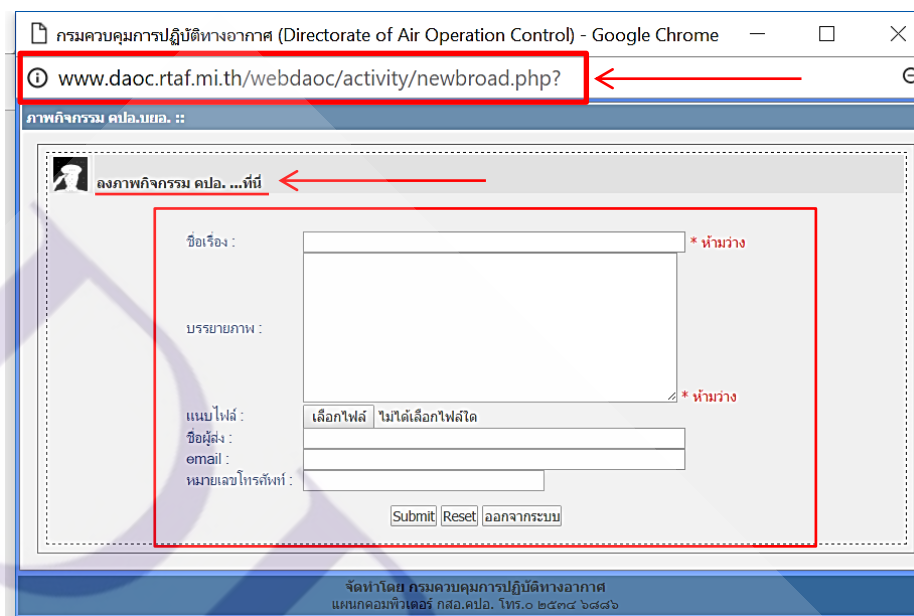 กรมควบคุมการปฏิบัติทางอากาศ (Directorate of Air Operation Control) - Google Chrome
www.daoc.rtaf.mi.th/webdaoc/activity/newbroad.php?
ภาพกิจกรรม คปอ.บยอ. ::
ลงภาพกิจกรรม คปอ. ...ที่นี่
ชื่อเรื่อง :
* ห้ามว่าง
บรรยายภาพ :
* ห้ามว่าง
แนบไฟล์ :
เลือกไฟล์ ไม่ได้เลือกไฟล์ใด
ชื่อผู้ส่ง :
email :
หมายเลขโทรศัพท์ :
Submit Reset ออกจากระบบ
จัดทำโดย กรมควบคุมการปฏิบัติทางอากาศ
แผนกคอมพิวเตอร์ กสอ.คปอ. โทร.๐ ๒๕๓๔ ๖๘๘๖